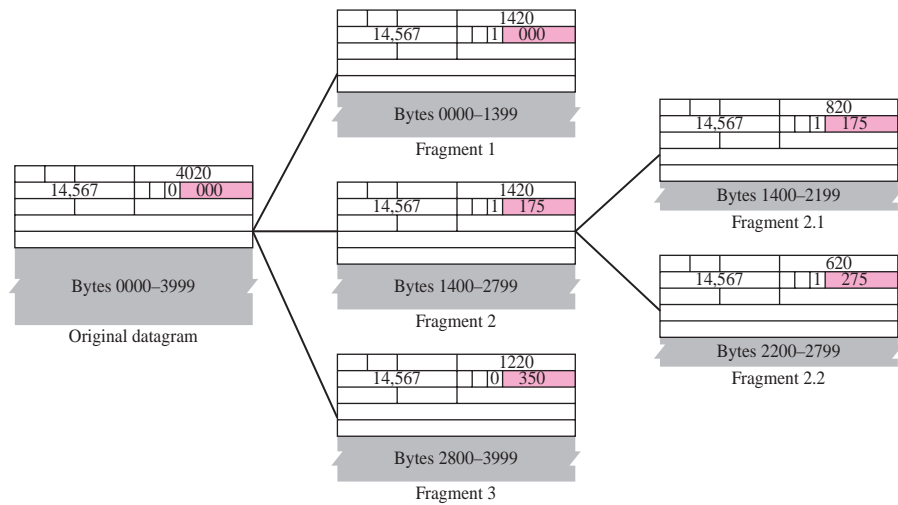 4020
14,567 0 000
Bytes 0000–3999
Original datagram
1420
14,567 1 000
Bytes 0000–1399
Fragment 1
1420
14,567 1 175
Bytes 1400–2799
Fragment 2
1220
14,567 0 350
Bytes 2800–3999
Fragment 3
820
14,567 1 175
Bytes 1400–2199
Fragment 2.1
620
14,567 1 275
Bytes 2200–2799
Fragment 2.2